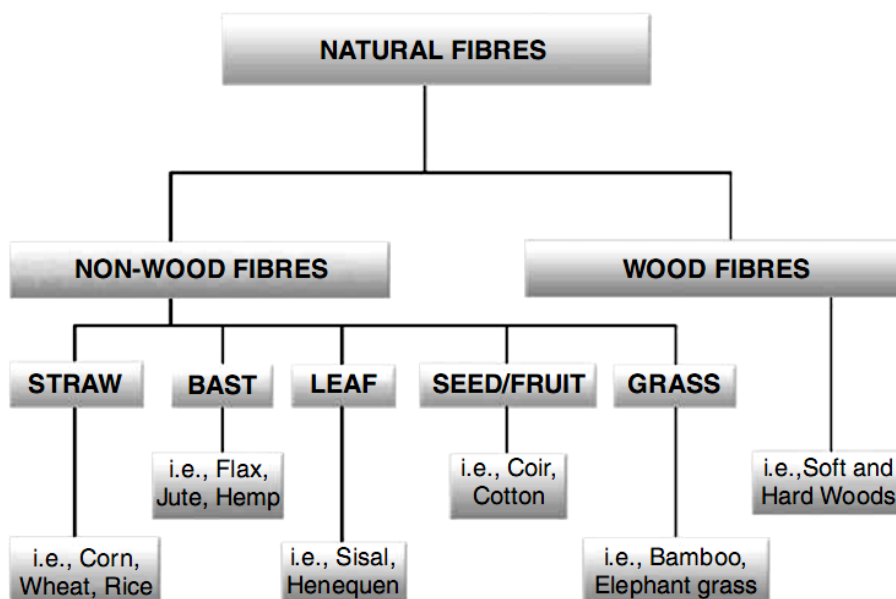 NATURAL FIBRES
NON-WOOD FIBRES
WOOD FIBRES
STRAW
BAST
LEAF
SEED/FRUIT
GRASS
i.e., Flax,
Jute, Hemp
i.e., Coir,
Cotton
i.e.,Soft and
Hard Woods
i.e., Corn,
Wheat, Rice
i.e., Sisal,
Henequen
i.e., Bamboo,
Elephant grass